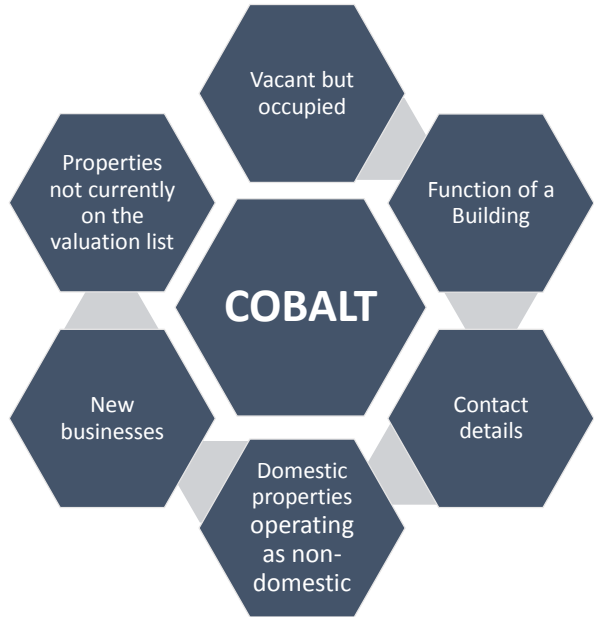 Vacant but
occupied
Properties
not currently
on the
valuation list
Function of a
Building
COBALT
New
businesses
Contact
details
Domestic
properties
operating
as non-
domestic